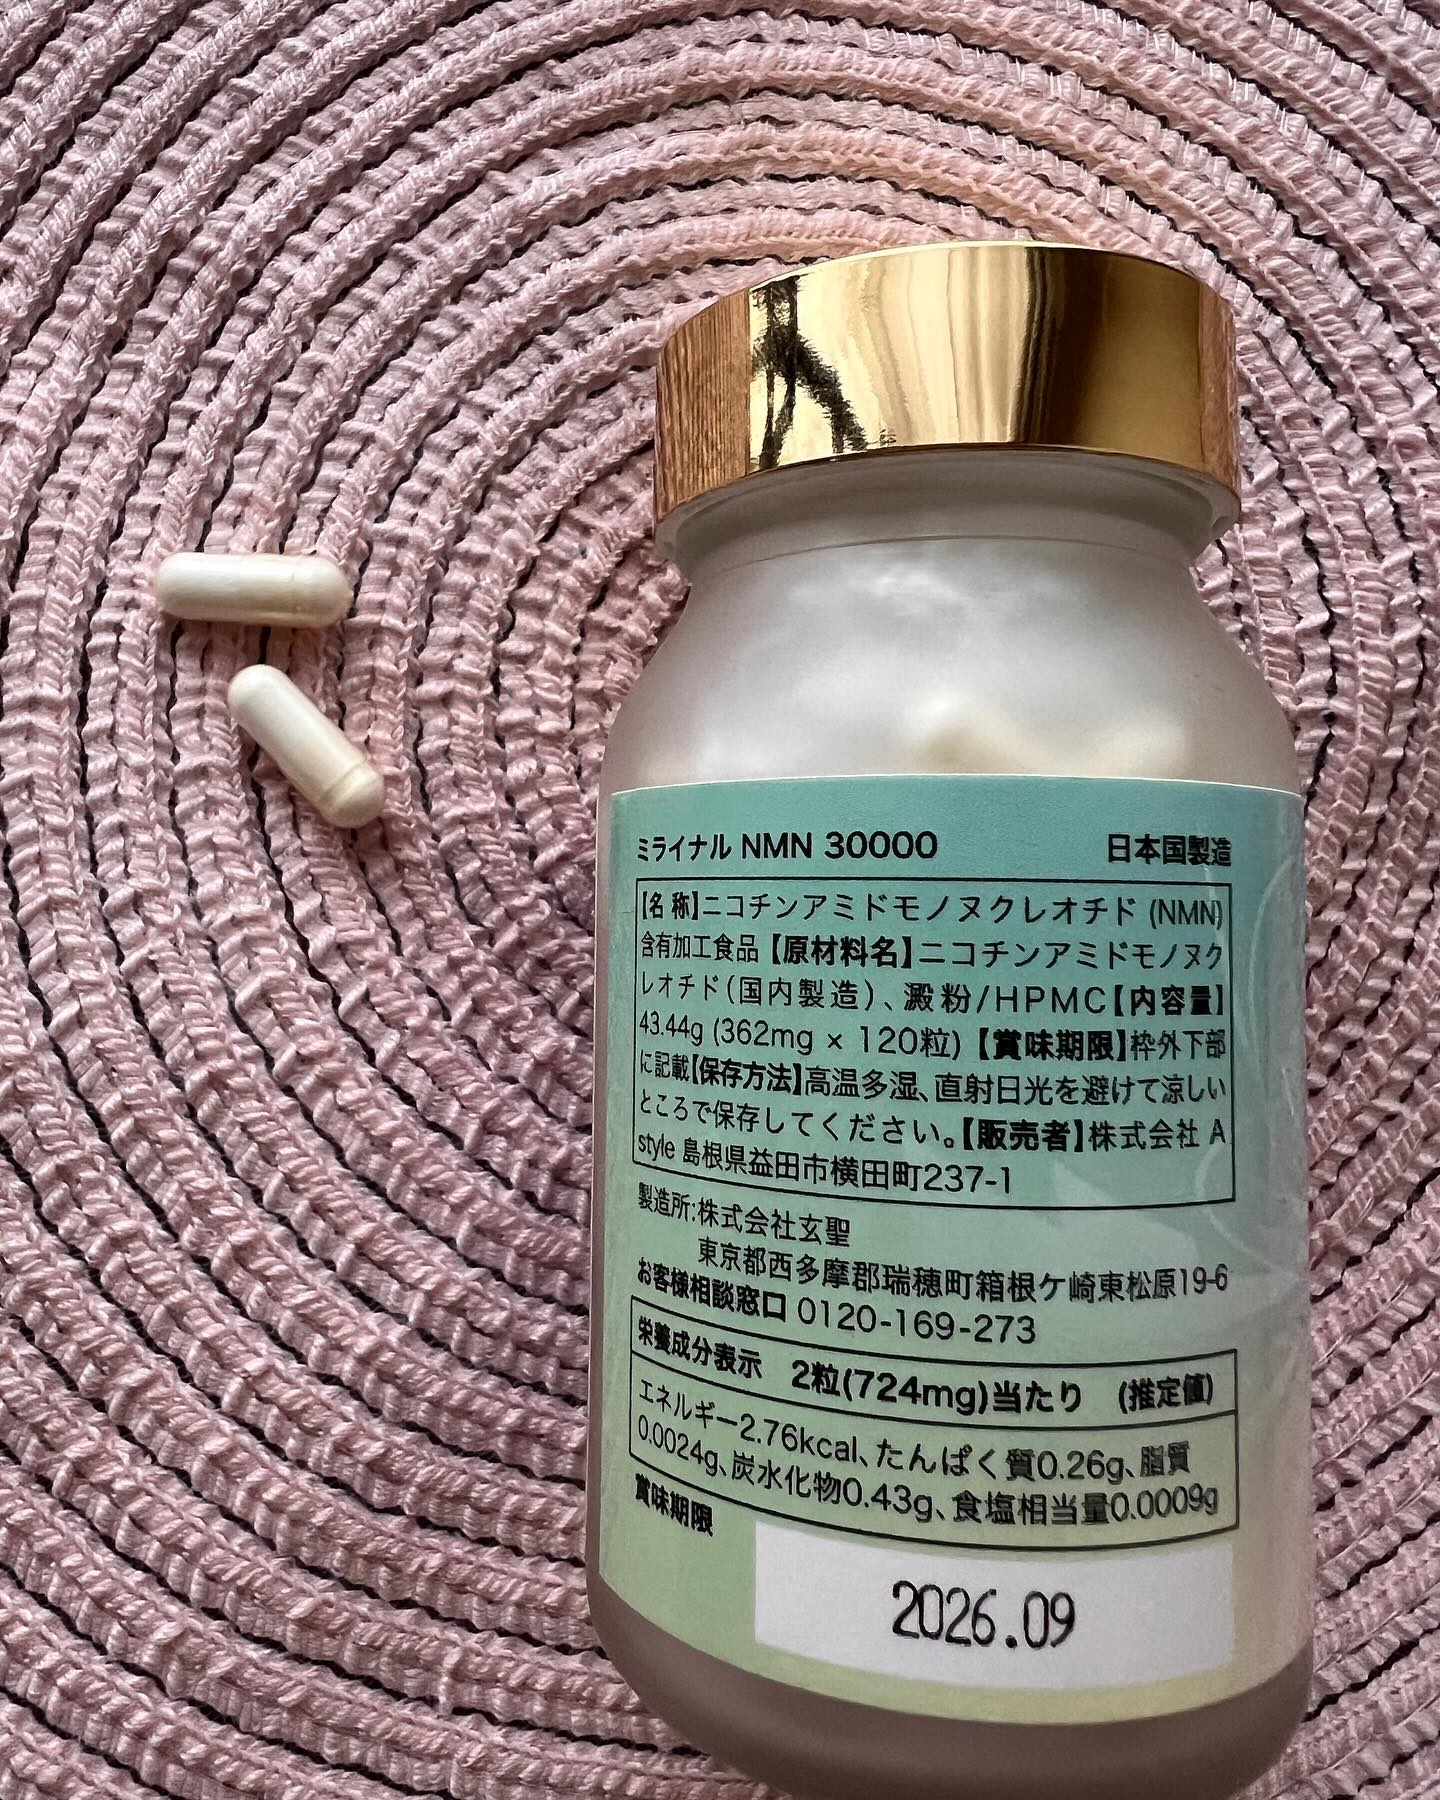 ミライナル NMN 30000 日本国製造
【名 称】ニコチンアミドモノヌクレオチド (NMN)
含有加工食品【原材料名】ニコチンアミドモノヌク
レオチド(国内製造)、澱粉/HPMC【内容量】
43.44g (362mg × 120粒)【賞味期限】枠外下部
に記載【保存方法】高温多湿、直射日光を避けて涼しい
ところで保存してください。【販売者】株式会社 A
style 島根県益田市横田町237-1
製造所:株式会社玄聖
東京都西多摩郡瑞穂町箱根ケ崎東松原19-6
お客様相談窓口 0120-169-273
栄養成分表示 2粒(724mg)当たり (推定値)
エネルギー2.76kcal、たんぱく質0.26g、脂質
0.0024g、炭水化物0.43g、食塩相当量0.0009g
賞味期限
2026.09